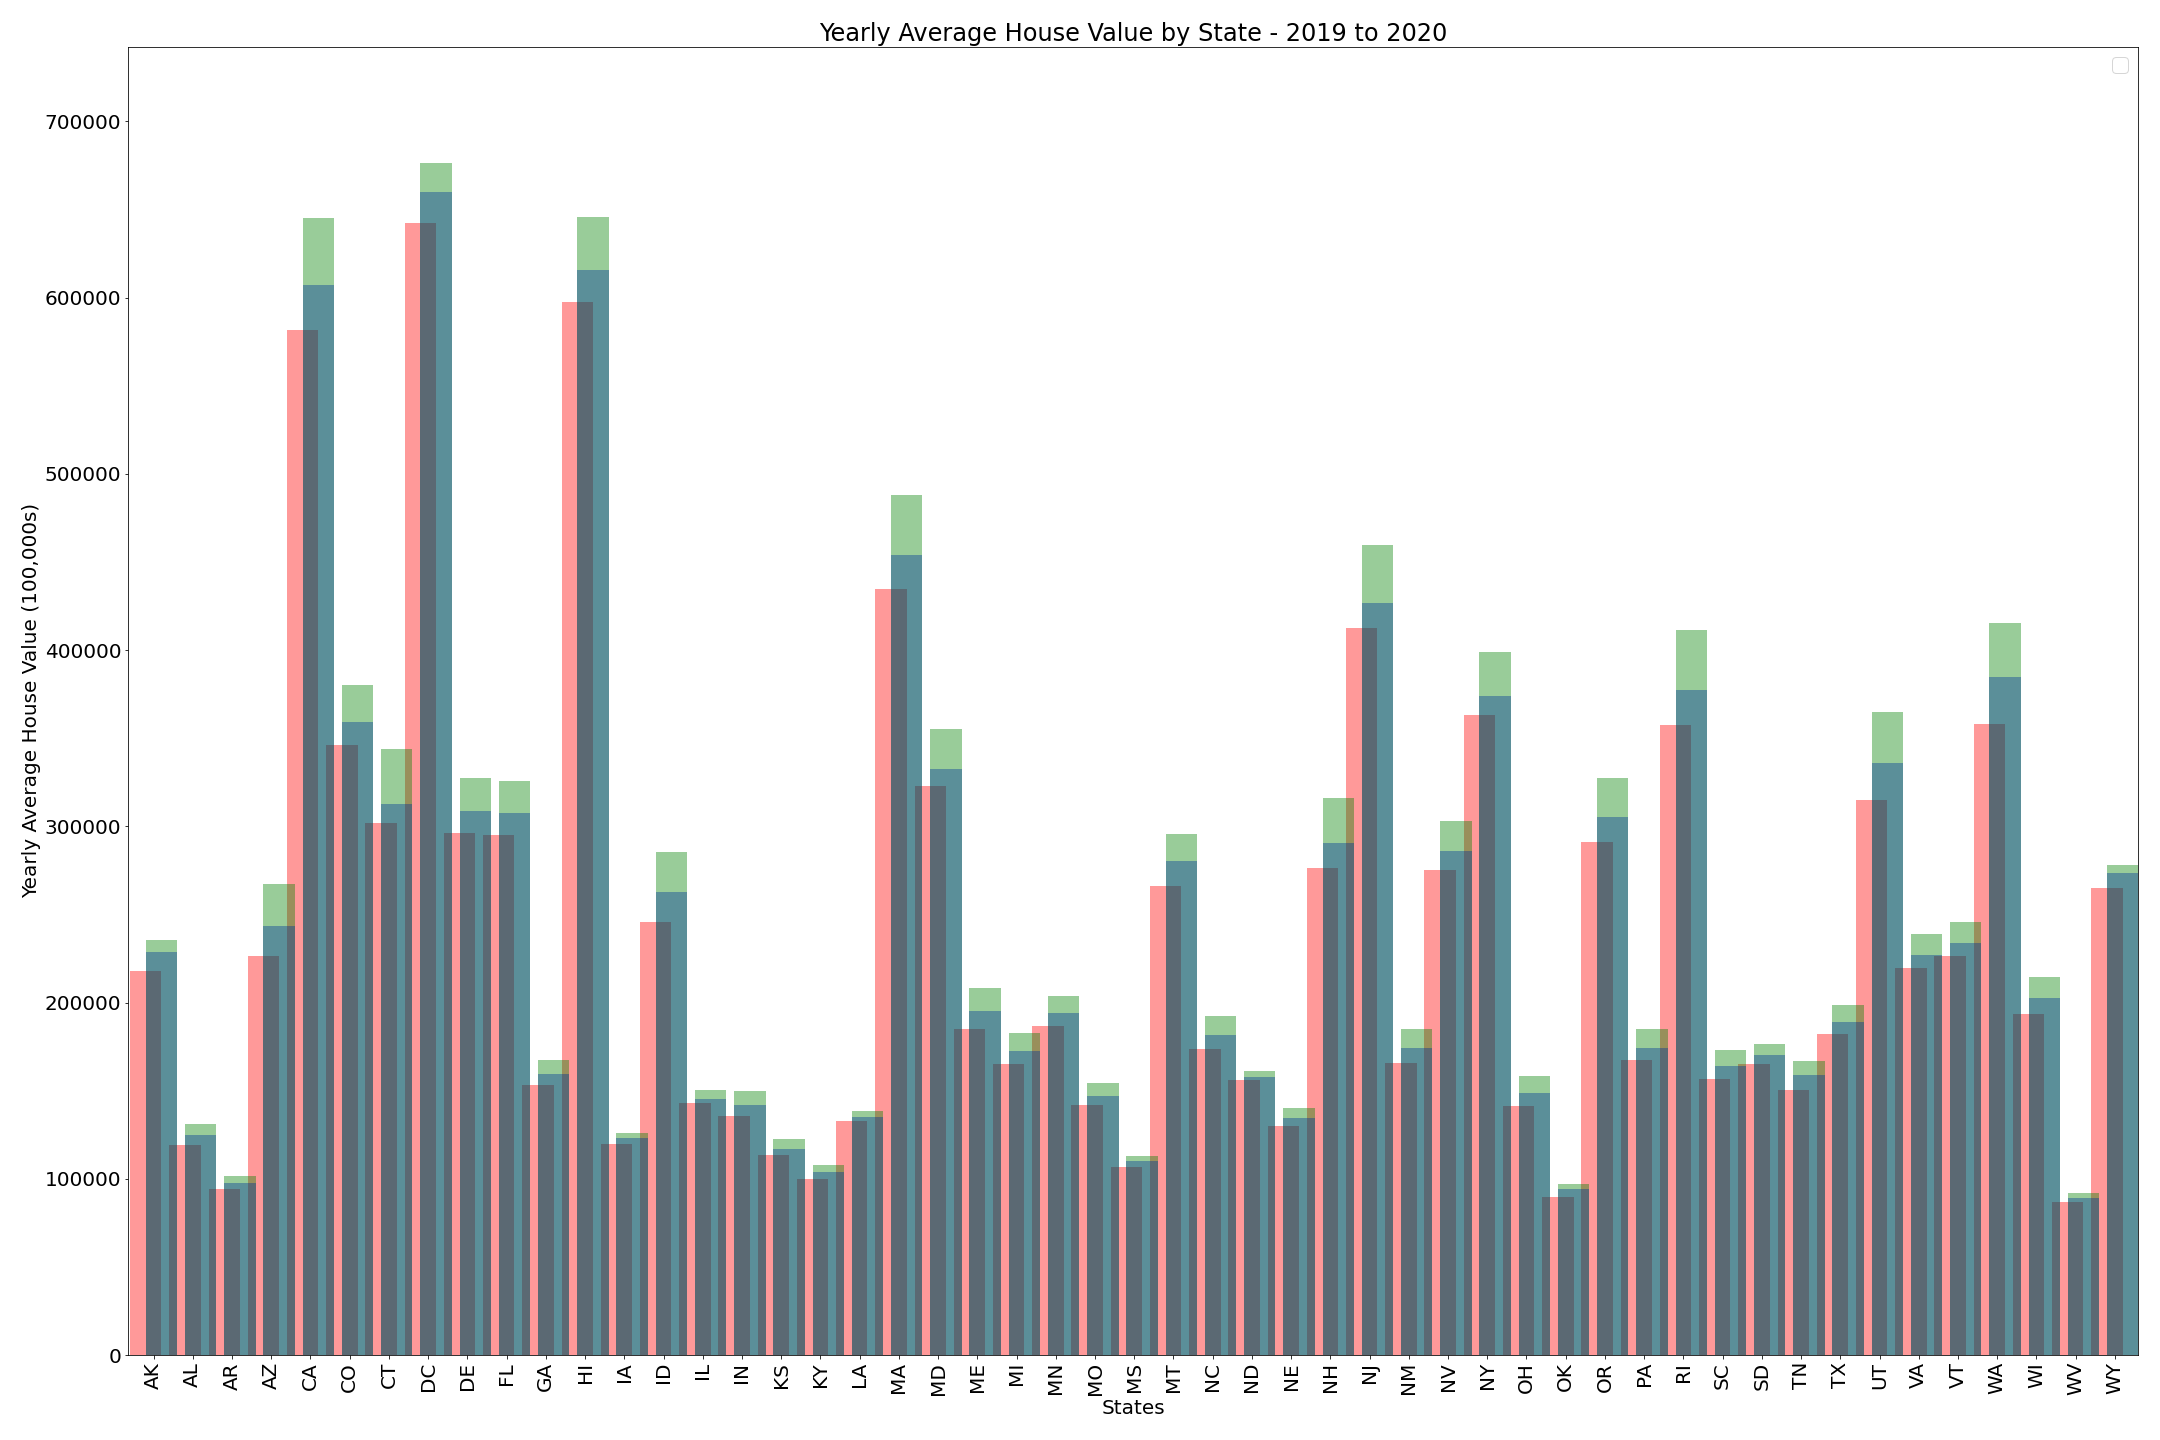 Yearly Average House Value by State - 2019 to 2020
Yearly Average House Value (100,000s)
700000
600000
500000
400000
300000
200000
100000
0
AK AL AR AZ CA CO CT DC DE FL GA HI IA ID IL IN KS KY LA MA MD ME MI MN MO MS MT NC ND NE NH NJ NM NV NY OH OK OR PA RI SC SD TN TX UT VA VT WA WI WV WY
States